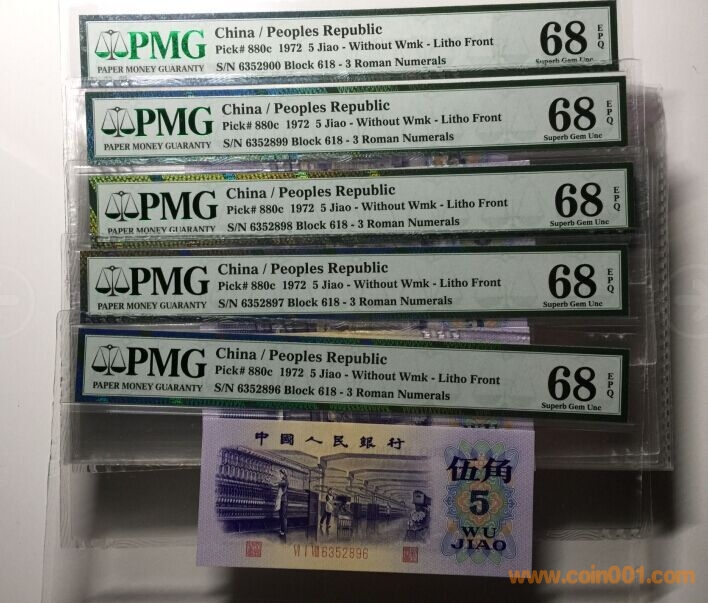 PMG
PAPER MONEY GUARANTY
China / Peoples Republic
Pick# 880c 1972 5 Jiao - Without Wmk - Litho Front
S/N 6352900 Block 618 - 3 Roman Numerals
68
EPQ
Superb Gem Unc
PMG
PAPER MONEY GUARANTY
China / Peoples Republic
Pick# 880c 1972 5 Jiao - Without Wmk - Litho Front
S/N 6352899 Block 618 - 3 Roman Numerals
68
EPQ
Superb Gem Unc
PMG
PAPER MONEY GUARANTY
China / Peoples Republic
Pick# 880c 1972 5 Jiao - Without Wmk - Litho Front
S/N 6352898 Block 618 - 3 Roman Numerals
68
EPQ
Superb Gem Unc
PMG
PAPER MONEY GUARANTY
China / Peoples Republic
Pick# 880c 1972 5 Jiao - Without Wmk - Litho Front
S/N 6352897 Block 618 - 3 Roman Numerals
68
EPQ
Superb Gem Unc
PMG
PAPER MONEY GUARANTY
China / Peoples Republic
Pick# 880c 1972 5 Jiao - Without Wmk - Litho Front
S/N 6352896 Block 618 - 3 Roman Numerals
68
EPQ
Superb Gem Unc
中國人民銀行
伍角
5
WU
JIAO
VI I VIII 6352896
www.coin001.com